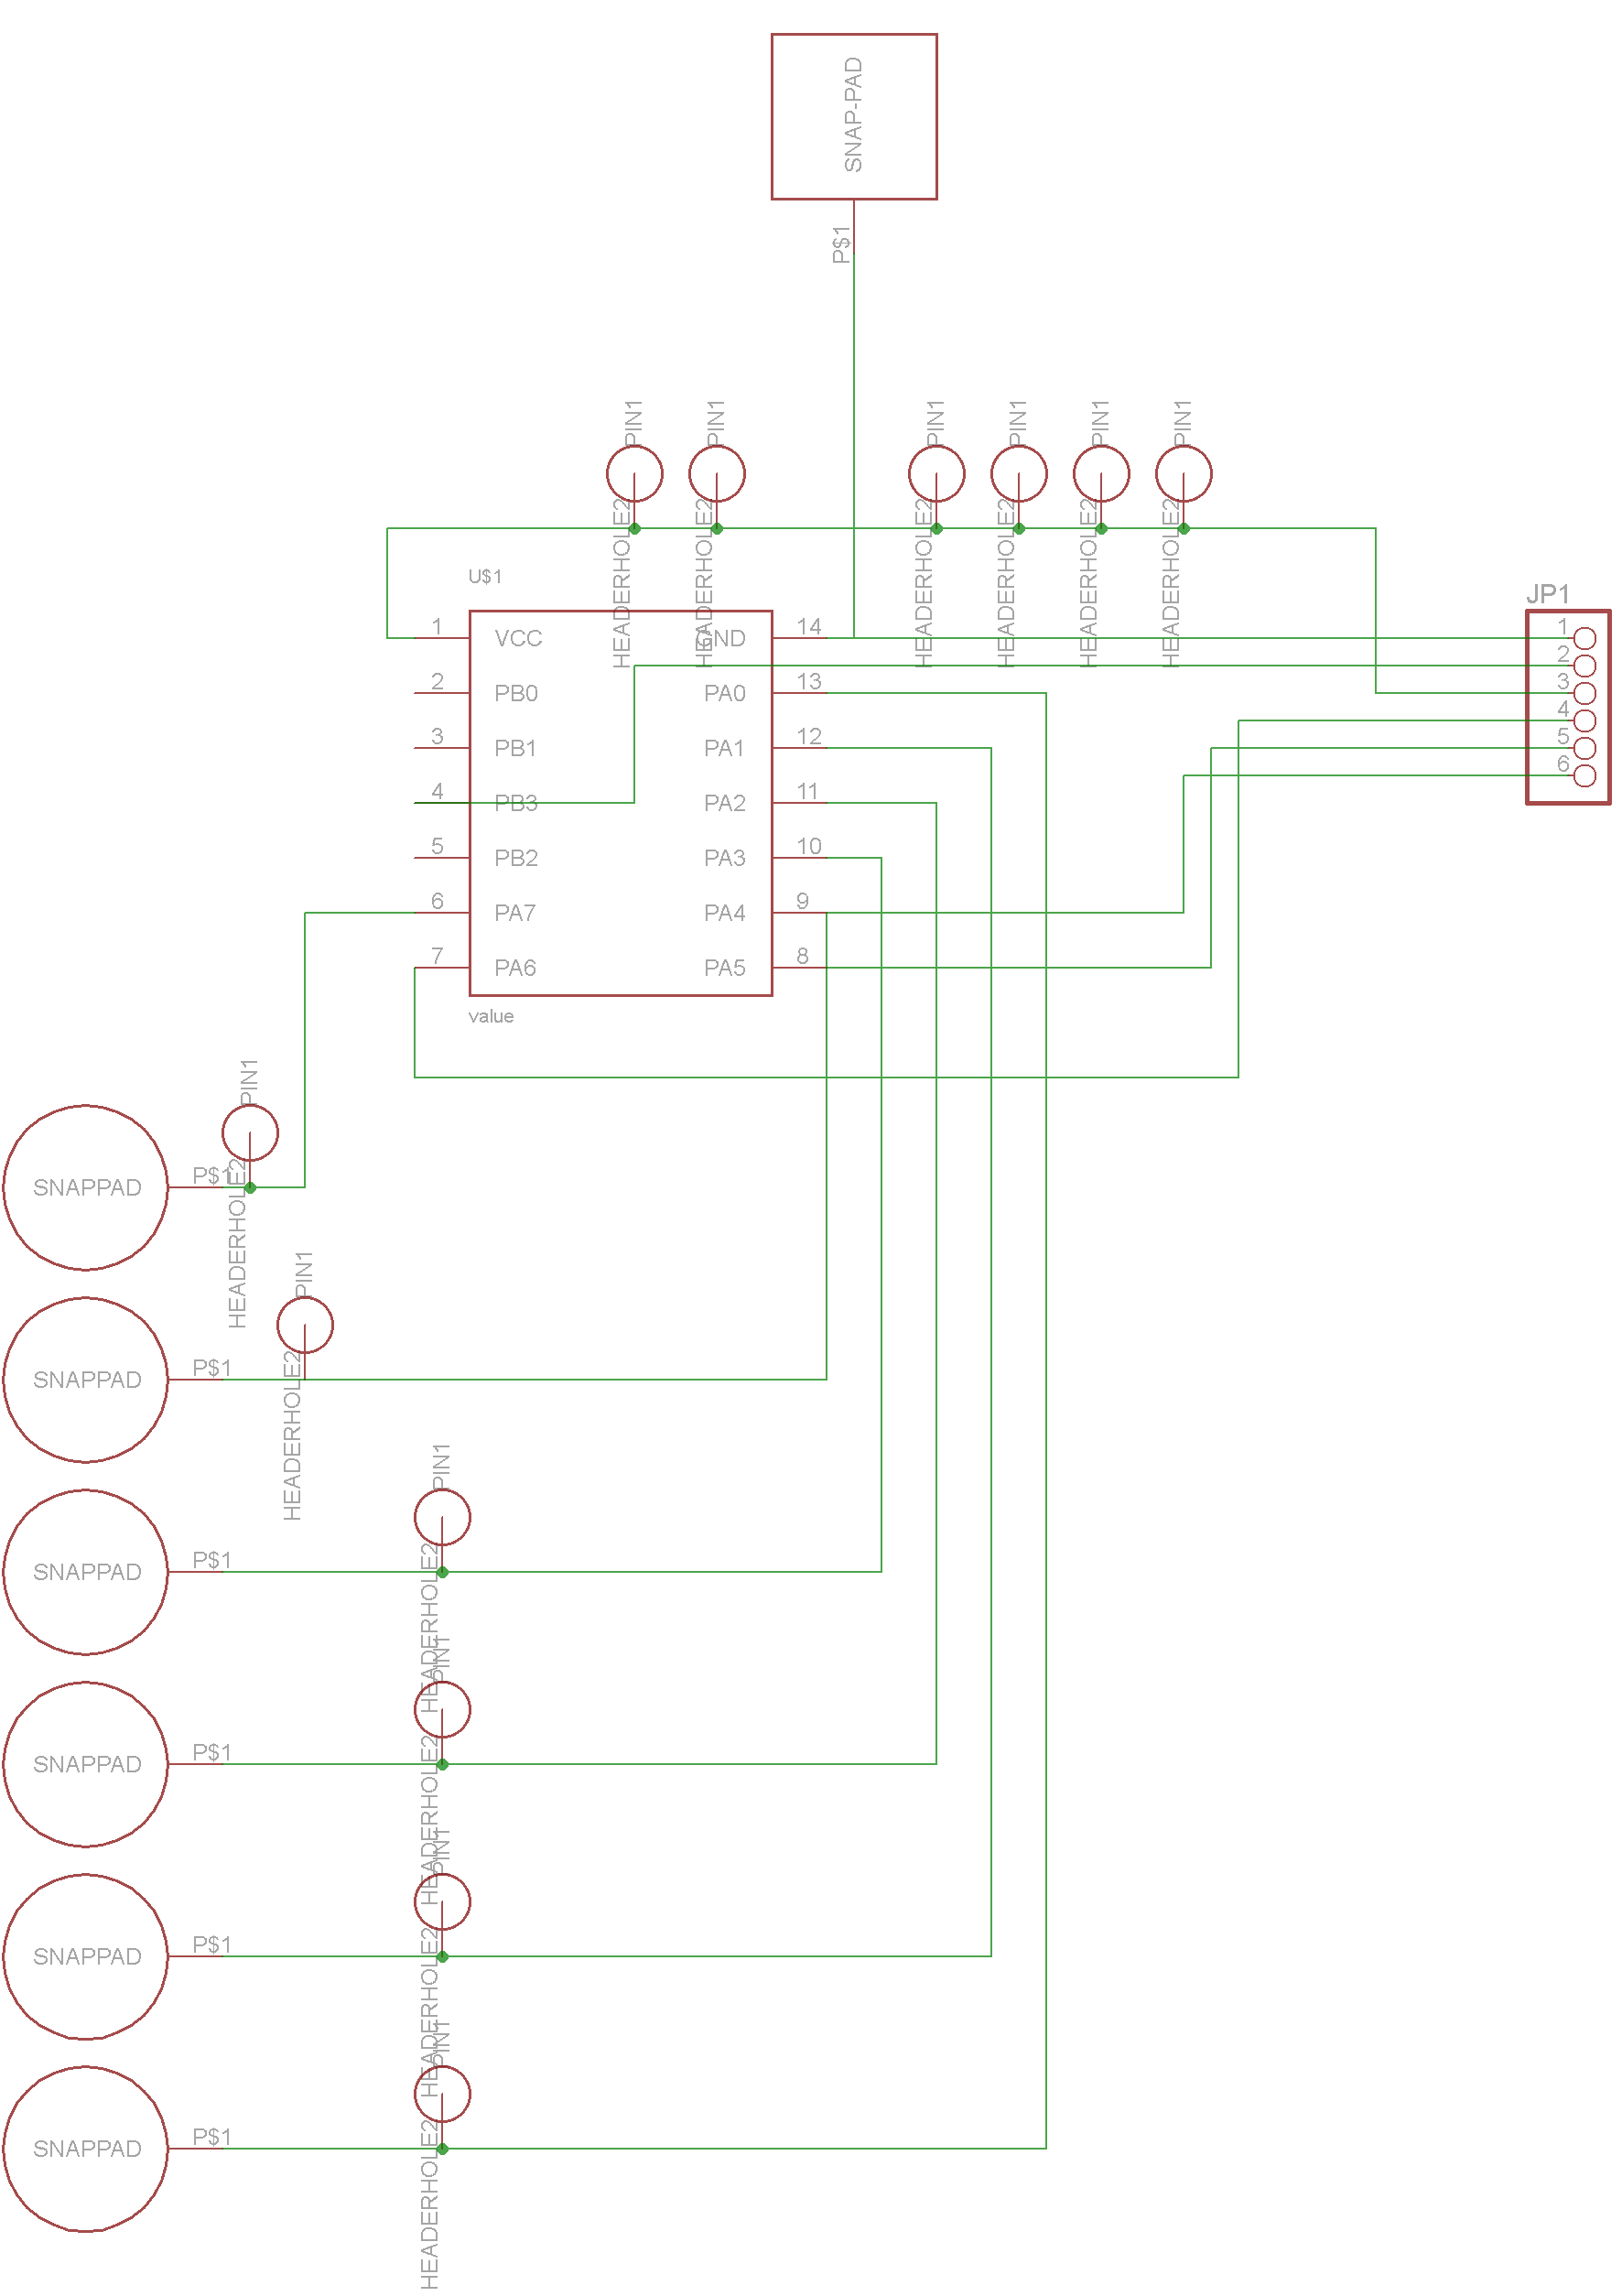 SNAP-PAD
P$1
PIN1
PIN1
PIN1
PIN1
PIN1
PIN1
HEADERHOLE2
HEADERHOLE2
HEADERHOLE2
HEADERHOLE2
HEADERHOLE2
HEADERHOLE2
U$1
JP1
1 VCC GND 14
2 PB0 PA0 13
3 PB1 PA1 12
4 PB3 PA2 11
5 PB2 PA3 10
6 PA7 PA4 9
7 PA6 PA5 8
value
1
2
3
4
5
6
PIN1
SNAPPAD P$1
HEADERHOLE2
PIN1
SNAPPAD P$1
HEADERHOLE2
PIN1
SNAPPAD P$1
HEADERHOLE2
PIN1
SNAPPAD P$1
HEADERHOLE2
PIN1
SNAPPAD P$1
HEADERHOLE2
PIN1
SNAPPAD P$1
HEADERHOLE2